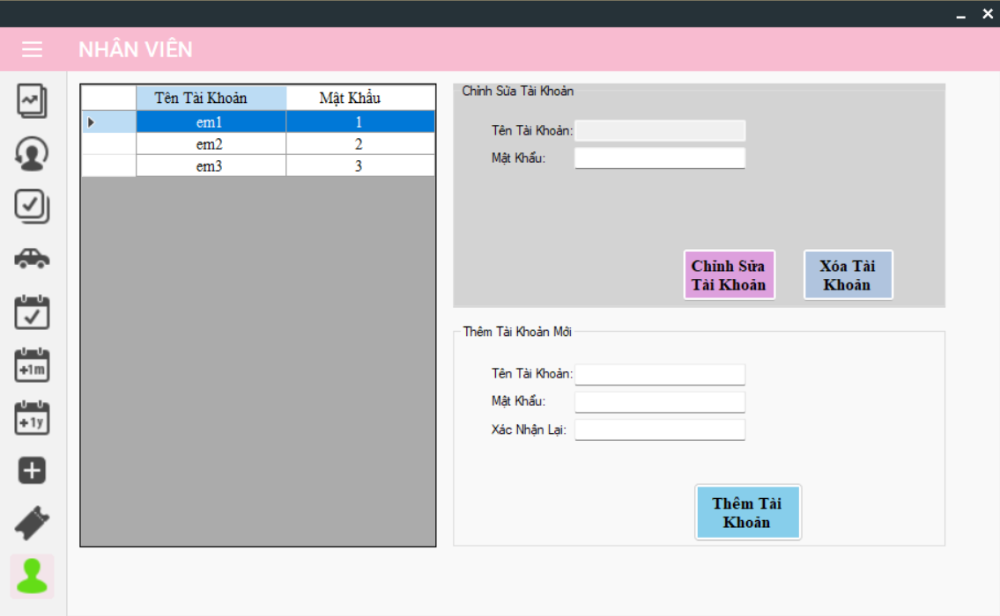 NHÂN VIÊN
Tên Tài Khoản Mật Khẩu
em1 1
em2 2
em3 3
Chỉnh Sửa Tài Khoản
Tên Tài Khoản:
Mật Khẩu:
Chỉnh Sửa
Tài Khoản
Xóa Tài
Khoản
Thêm Tài Khoản Mới
Tên Tài Khoản:
Mật Khẩu:
Xác Nhận Lại:
Thêm Tài
Khoản
+1m
+1y